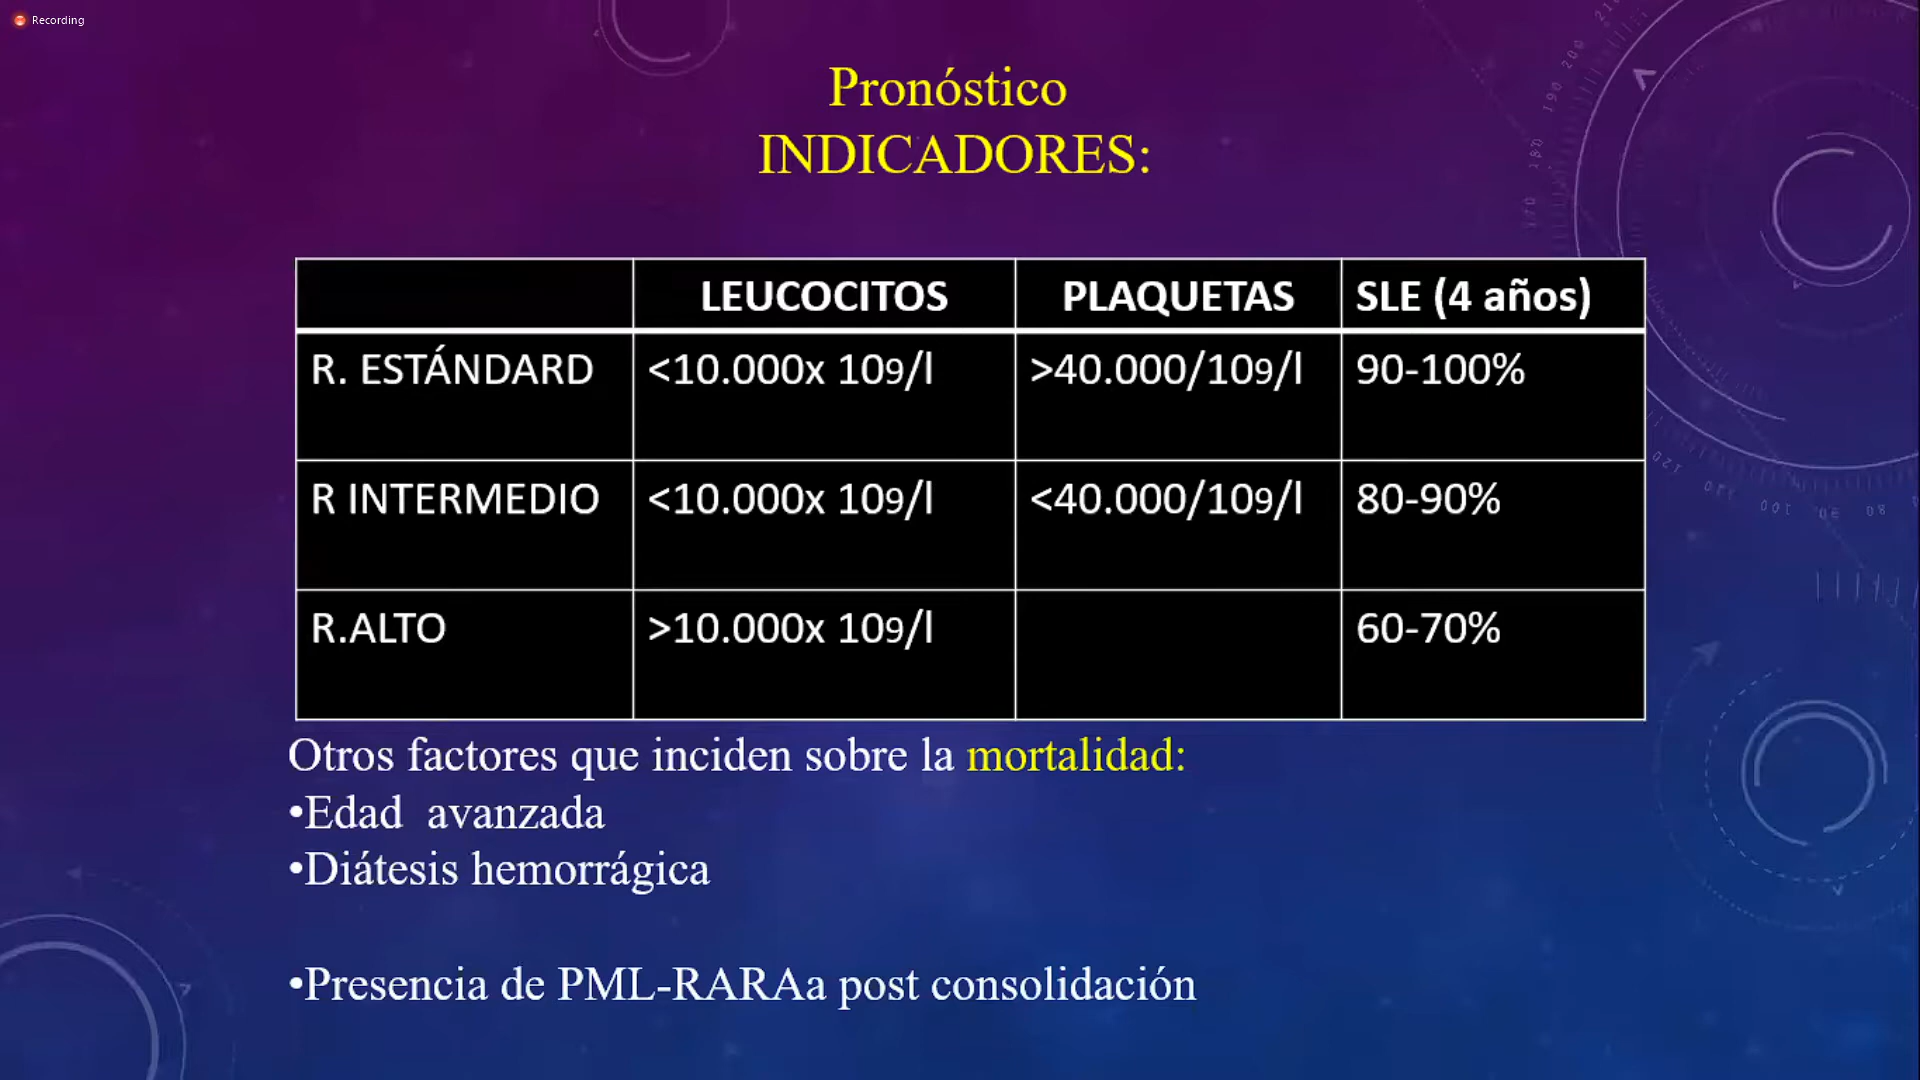 Recording
Pronóstico
INDICADORES:
LEUCOCITOS PLAQUETAS SLE (4 años)
R. ESTÁNDARD <10.000x 109/l >40.000/109/l 90-100%
R INTERMEDIO <10.000x 109/l <40.000/109/l 80-90%
R.ALTO >10.000x 109/l 60-70%
Otros factores que inciden sobre la mortalidad:
•Edad avanzada
•Diátesis hemorrágica
•Presencia de PML-RARAa post consolidación